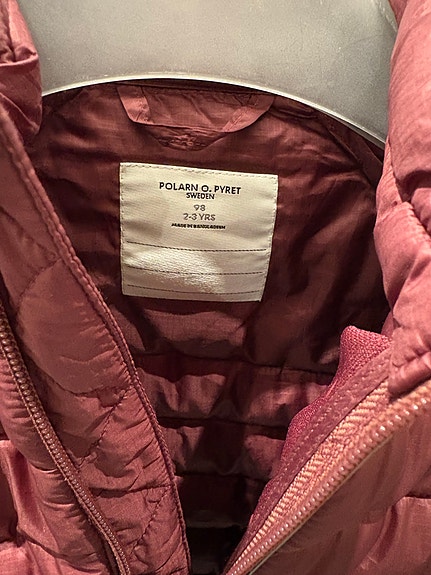 POLARN O. PYRET
SWEDEN
98
2-3 YRS
MADE IN BANGLADESH